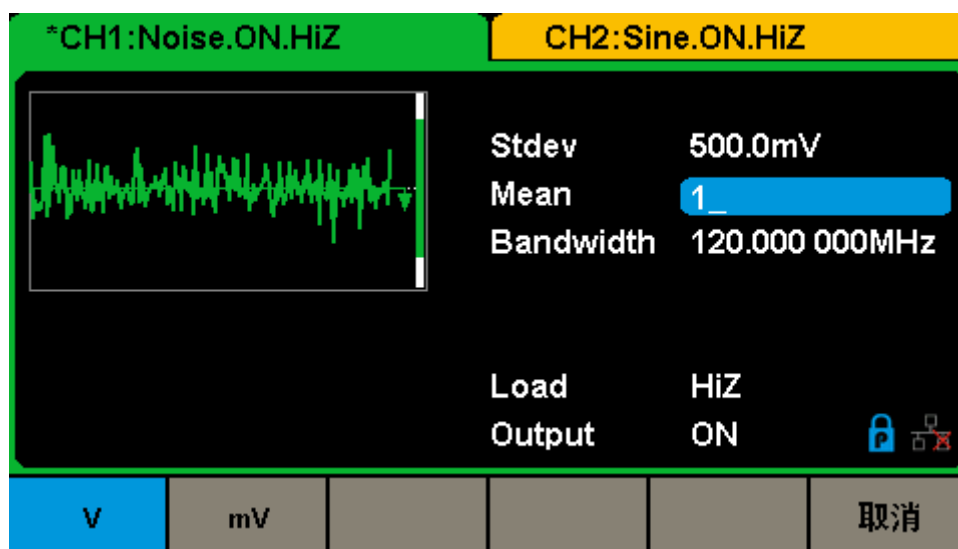 *CH1:Noise.ON.HiZ CH2:Sine.ON.HiZ
Stdev 500.0mV
Mean 1_
Bandwidth 120.000 000MHz
Load HiZ
Output ON
P
V mV 取消